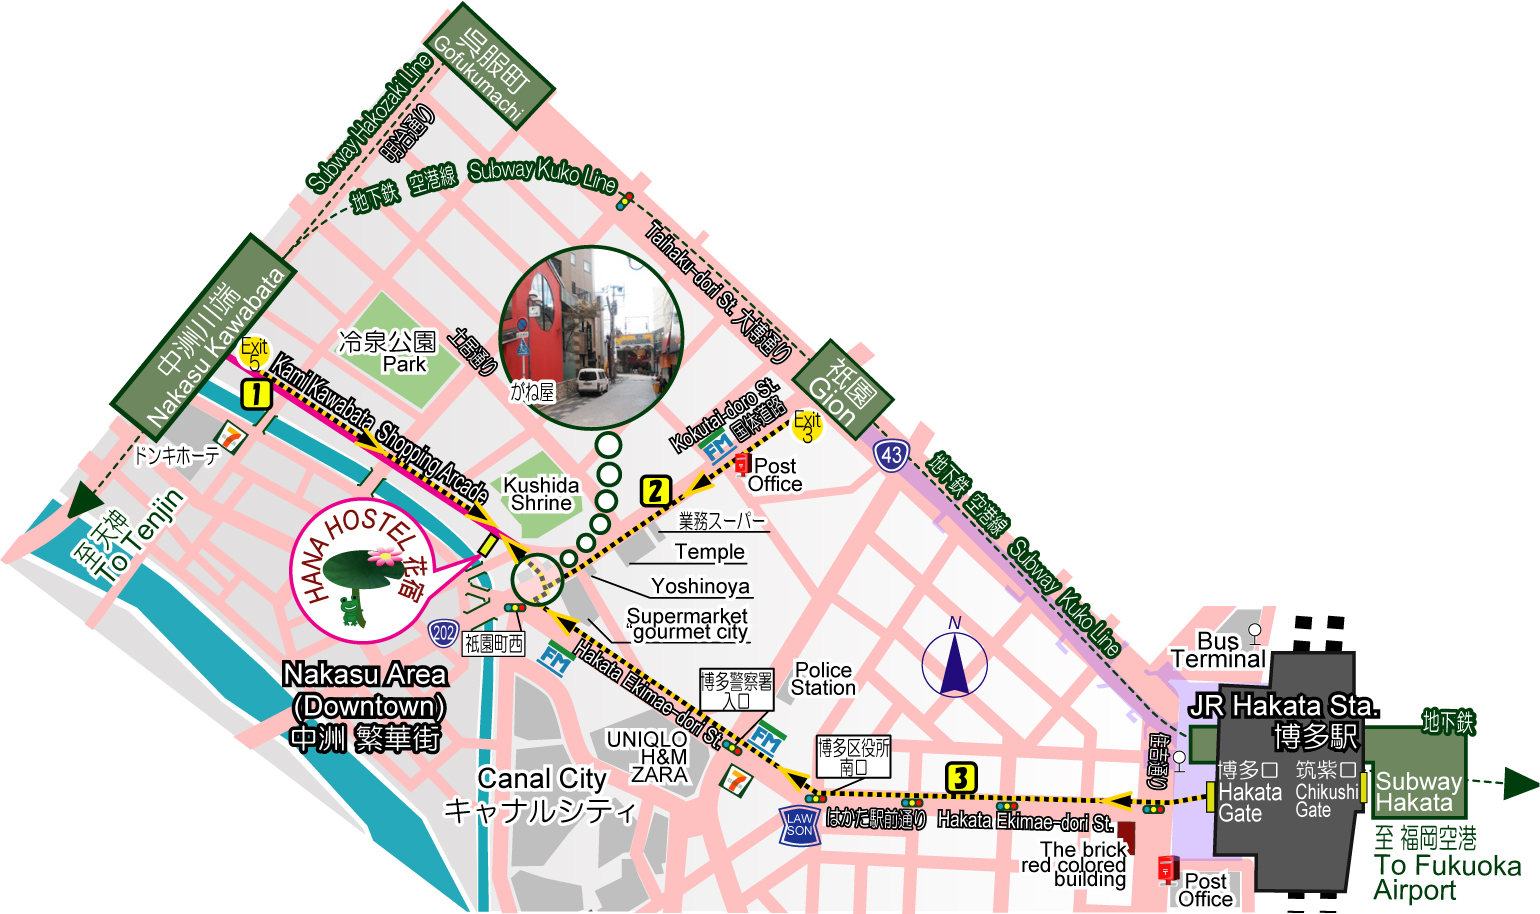 呉服町
Gofukumachi
Subway Hakozaki Line
明治通り
地下鉄 空港線 Subway Kuko Line
Taihaku-dori St. 大博通り
中洲川端
Nakasu Kawabata
Exit
5
1
KamiKawabata Shopping Arcade
冷泉公園
Park
土居通り
がね屋
Kokutai-doro St.
国体道路
Exit
3
祇園
Gion
43
FM
Post
Office
2
7
ドンキホーテ
至 天神
To Tenjin
Kushida
Shrine
業務スーパー
Temple
Yoshinoya
Supermarket
“gourmet city
HANA HOSTEL 花宿
202
祇園町西
FM
Nakasu Area
(Downtown)
中洲 繁華街
Hakata Ekimae-dori St.
博多警察署
入口
Police
Station
N
地下鉄 空港線 Subway Kuko Line
Bus
Terminal
JR Hakata Sta.
博多駅
地下鉄
UNIQLO
H&M
ZARA
FM
7
Canal City
キャナルシティ
博多区役所
南口
3
住吉通り
博多口
Hakata
Gate
筑紫口
Chikushi
Gate
Subway
Hakata
LAW
SON
はかた駅前通り Hakata Ekimae-dori St.
The brick
red colored
building
Post
Office
至 福岡空港
To Fukuoka
Airport